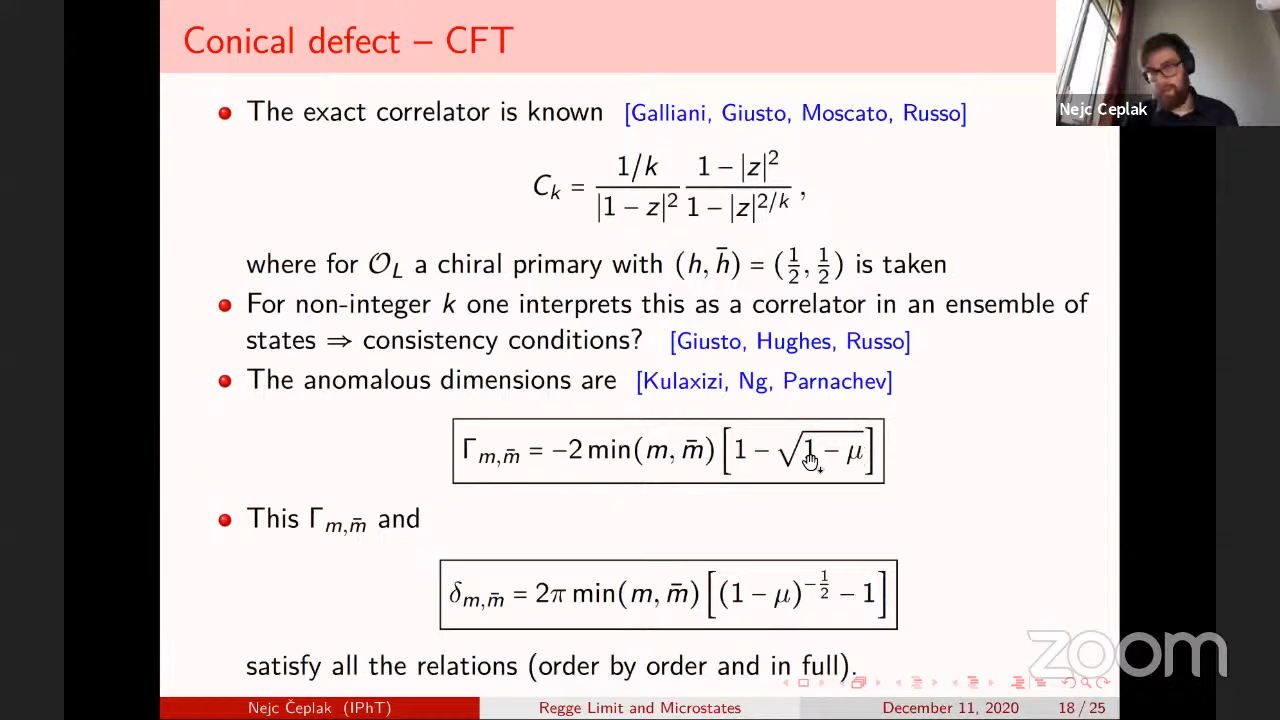 Conical defect – CFT
Nejc Ceplak
The exact correlator is known [Galliani, Giusto, Moscato, Russo]
C_k = \frac{1/k}{|1 − z|^2} \frac{1 − |z|^2}{1 − |z|^{2/k}} ,
where for O_L a chiral primary with (h, h̄) = (1/2, 1/2) is taken
For non-integer k one interprets this as a correlator in an ensemble of
states ⇒ consistency conditions? [Giusto, Hughes, Russo]
The anomalous dimensions are [Kulaxizi, Ng, Parnachev]
Γ_{m,m̄} = −2 min(m, m̄) [1 − √(1 − μ)]
This Γ_{m,m̄} and
δ_{m,m̄} = 2π min(m, m̄) [(1 − μ)^{−1/2} − 1]
satisfy all the relations (order by order and in full).
zoom
Nejc Čeplak (IPhT) Regge Limit and Microstates December 11, 2020 18 / 25